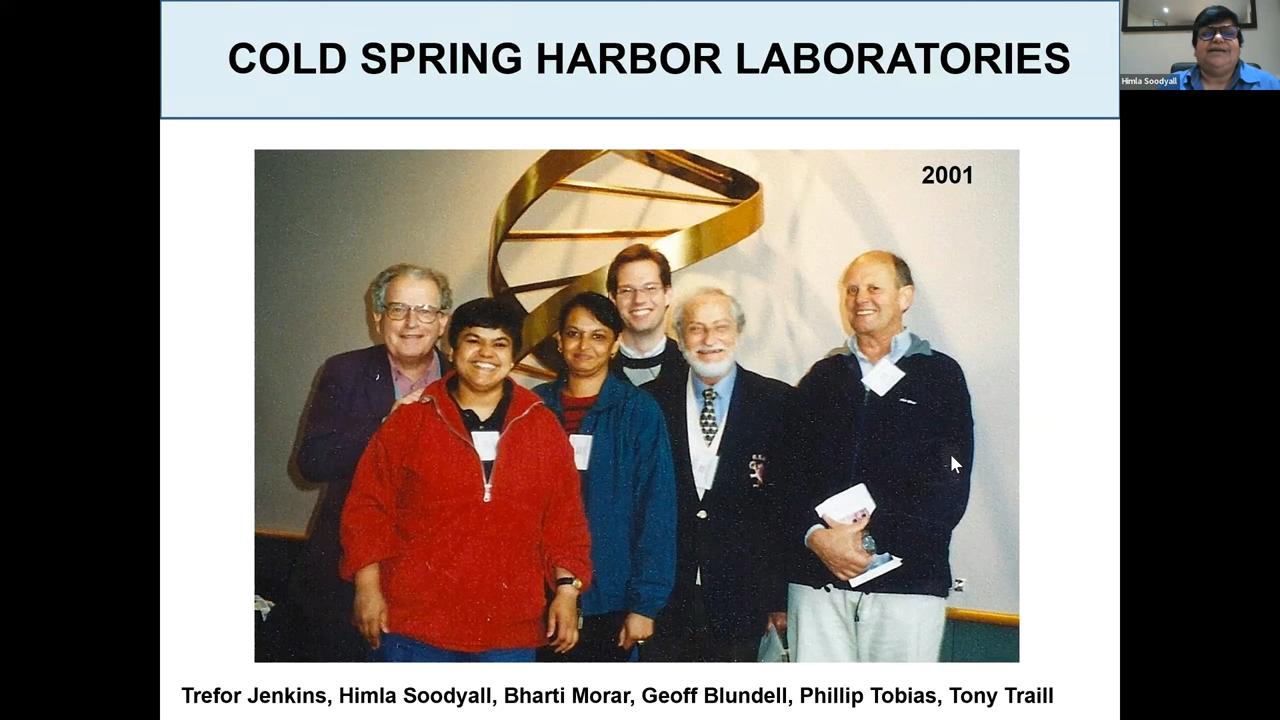 COLD SPRING HARBOR LABORATORIES
Himla Soodyall
2001
Trefor Jenkins, Himla Soodyall, Bharti Morar, Geoff Blundell, Phillip Tobias, Tony Traill